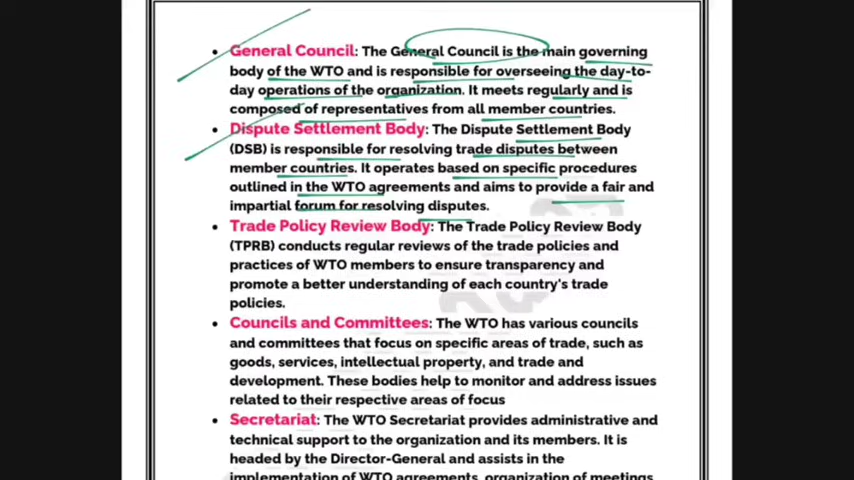 • General Council: The General Council is the main governing
body of the WTO and is responsible for overseeing the day-to-
day operations of the organization. It meets regularly and is
composed of representatives from all member countries.
• Dispute Settlement Body: The Dispute Settlement Body
(DSB) is responsible for resolving trade disputes between
member countries. It operates based on specific procedures
outlined in the WTO agreements and aims to provide a fair and
impartial forum for resolving disputes.
• Trade Policy Review Body: The Trade Policy Review Body
(TPRB) conducts regular reviews of the trade policies and
practices of WTO members to ensure transparency and
promote a better understanding of each country's trade
policies.
• Councils and Committees: The WTO has various councils
and committees that focus on specific areas of trade, such as
goods, services, intellectual property, and trade and
development. These bodies help to monitor and address issues
related to their respective areas of focus
• Secretariat: The WTO Secretariat provides administrative and
technical support to the organization and its members. It is
headed by the Director-General and assists in the
implementation of WTO agreements, organization of meetings,